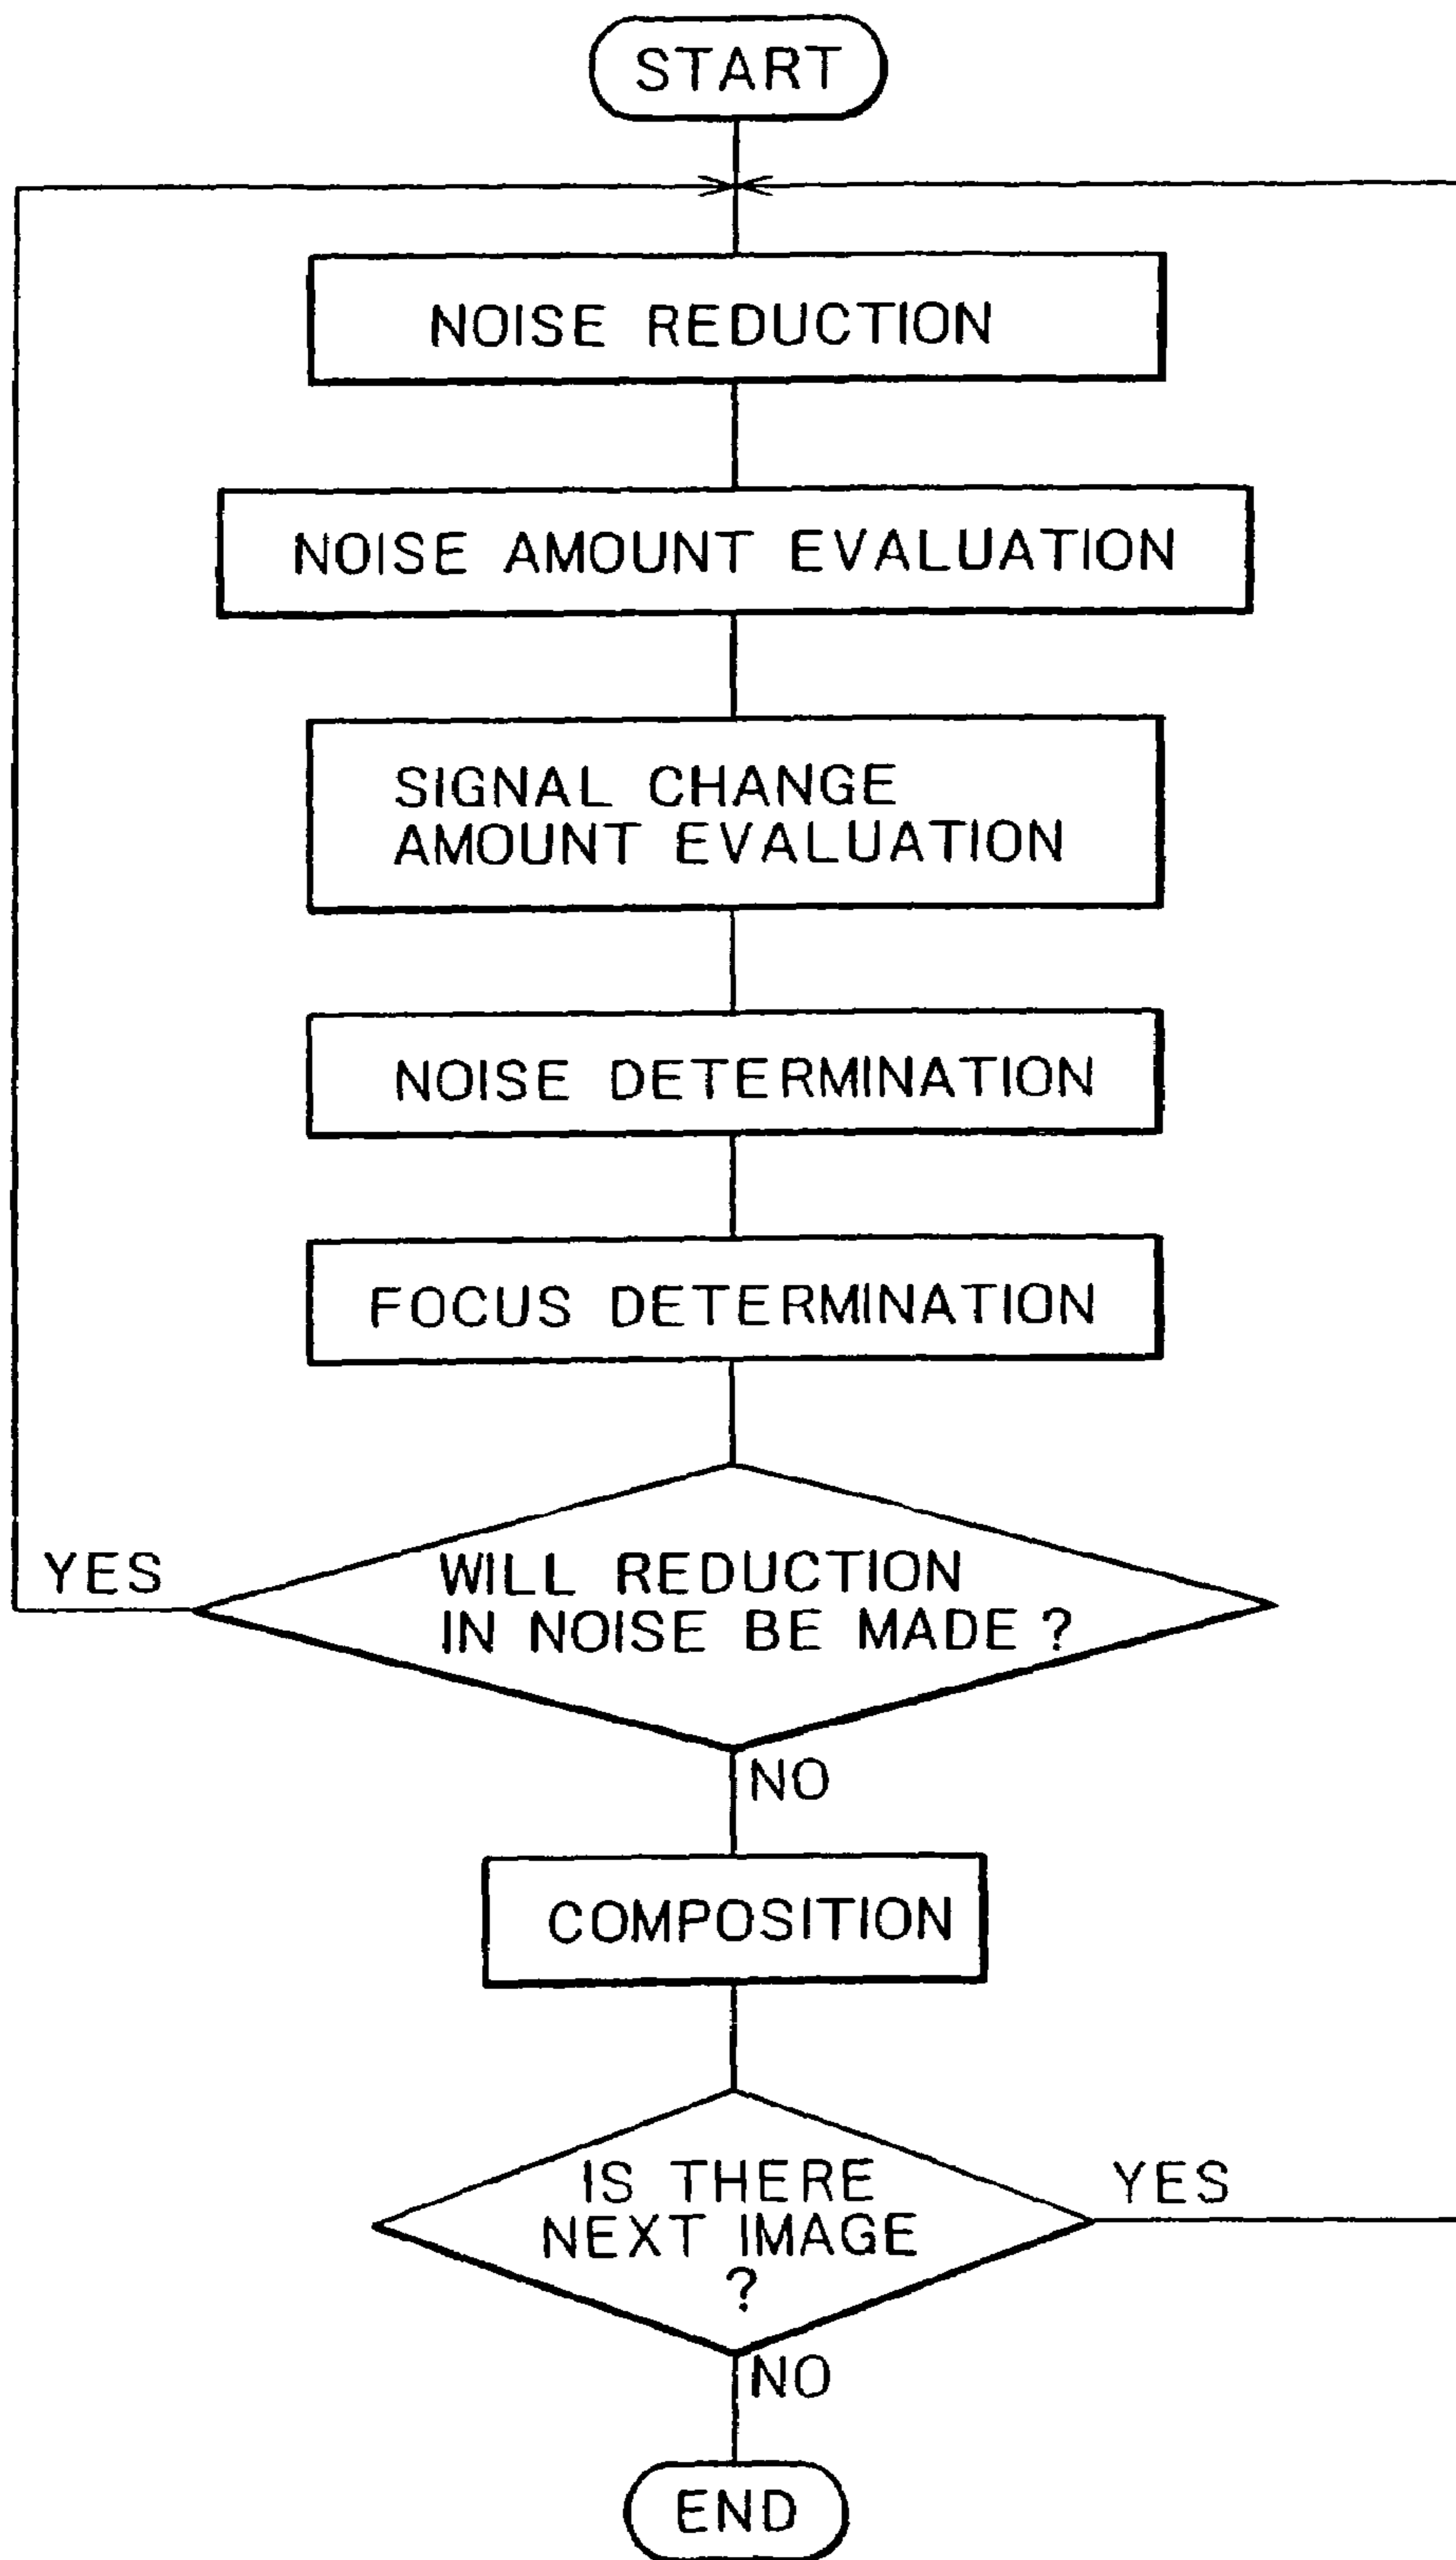 START
NOISE REDUCTION
NOISE AMOUNT EVALUATION
SIGNAL CHANGE
AMOUNT EVALUATION
NOISE DETERMINATION
FOCUS DETERMINATION
YES
WILL REDUCTION
IN NOISE BE MADE ?
NO
COMPOSITION
IS THERE
NEXT IMAGE
?
YES
NO
END